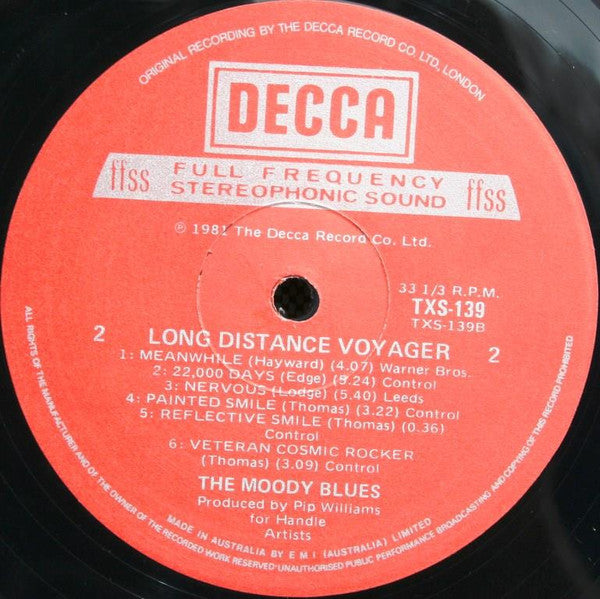 ORIGINAL RECORDING BY THE DECCA RECORD CO. LTD., LONDON
DECCA
ffss FULL FREQUENCY STEREOPHONIC SOUND ffss
℗ 1981 The Decca Record Co. Ltd.
33 1/3 R.P.M.
TXS-139
TXS-139B
2 LONG DISTANCE VOYAGER 2
1: MEANWHILE (Hayward) (4.07) Warner Bros.
2: 22,000 DAYS (Edge) (5.24) Control
3: NERVOUS (Lodge) (5.40) Leeds
4: PAINTED SMILE (Thomas) (3.22) Control
5: REFLECTIVE SMILE (Thomas) (0.36)
Control
6: VETERAN COSMIC ROCKER
(Thomas) (3.09) Control
THE MOODY BLUES
Produced by Pip Williams
for Handle
Artists
MADE IN AUSTRALIA BY E M I (AUSTRALIA) LIMITED
ALL RIGHTS OF THE MANUFACTURER AND OF THE OWNER OF THE RECORDED WORK RESERVED·UNAUTHORISED PUBLIC PERFORMANCE BROADCASTING AND COPYING OF THIS RECORD PROHIBITED